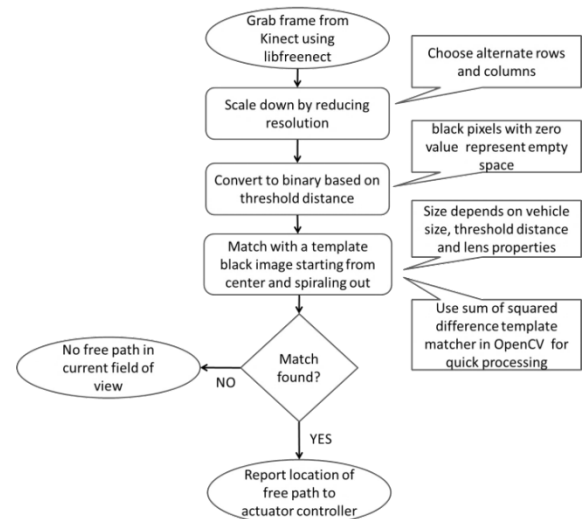 Grab frame from
Kinect using
libfreenect
Choose alternate rows
and columns
Scale down by reducing
resolution
black pixels with zero
value represent empty
space
Convert to binary based on
threshold distance
Size depends on vehicle
size, threshold distance
and lens properties
Match with a template
black image starting from
center and spiraling out
Use sum of squared
difference template
matcher in OpenCV for
quick processing
Match
found?
NO
No free path in
current field of
view
YES
Report location of
free path to
actuator controller